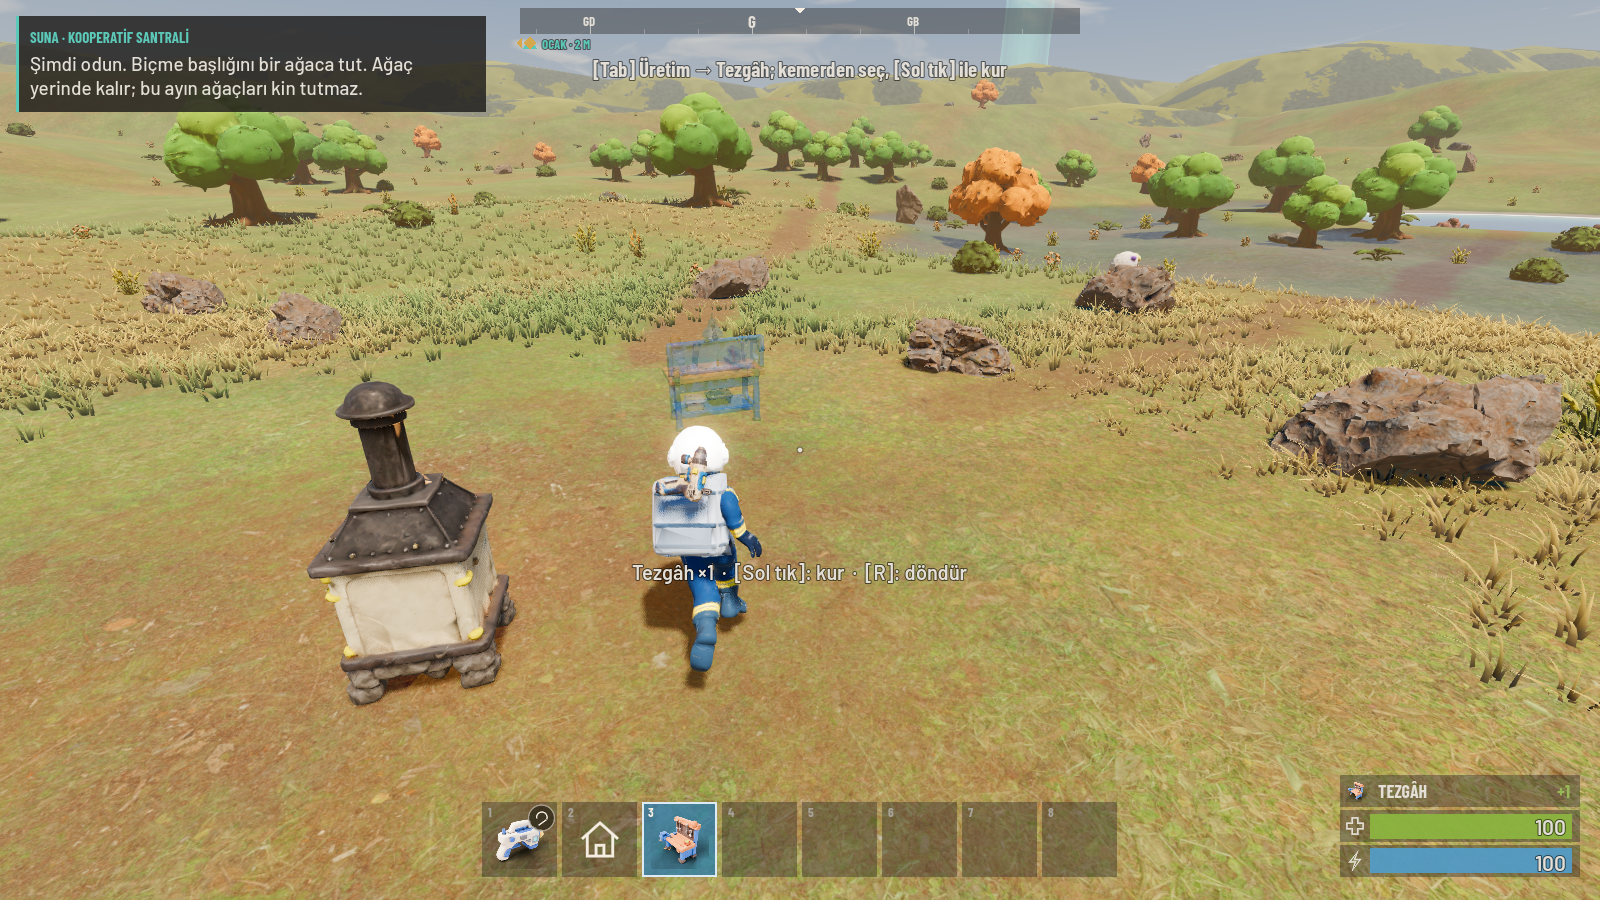 GD
G
GB
SUNA · KOOPERATİF SANTRALİ
Şimdi odun. Biçme başlığını bir ağaca tut. Ağaç
yerinde kalır; bu ayın ağaçları kin tutmaz.
OCAK · 2 M
[Tab] Üretim → Tezgâh; kemerden seç, [Sol tık] ile kur
Tezgâh ×1 · [Sol tık]: kur · [R]: döndür
TEZGÂH +1
100
100
1
2
3
4
5
6
7
8